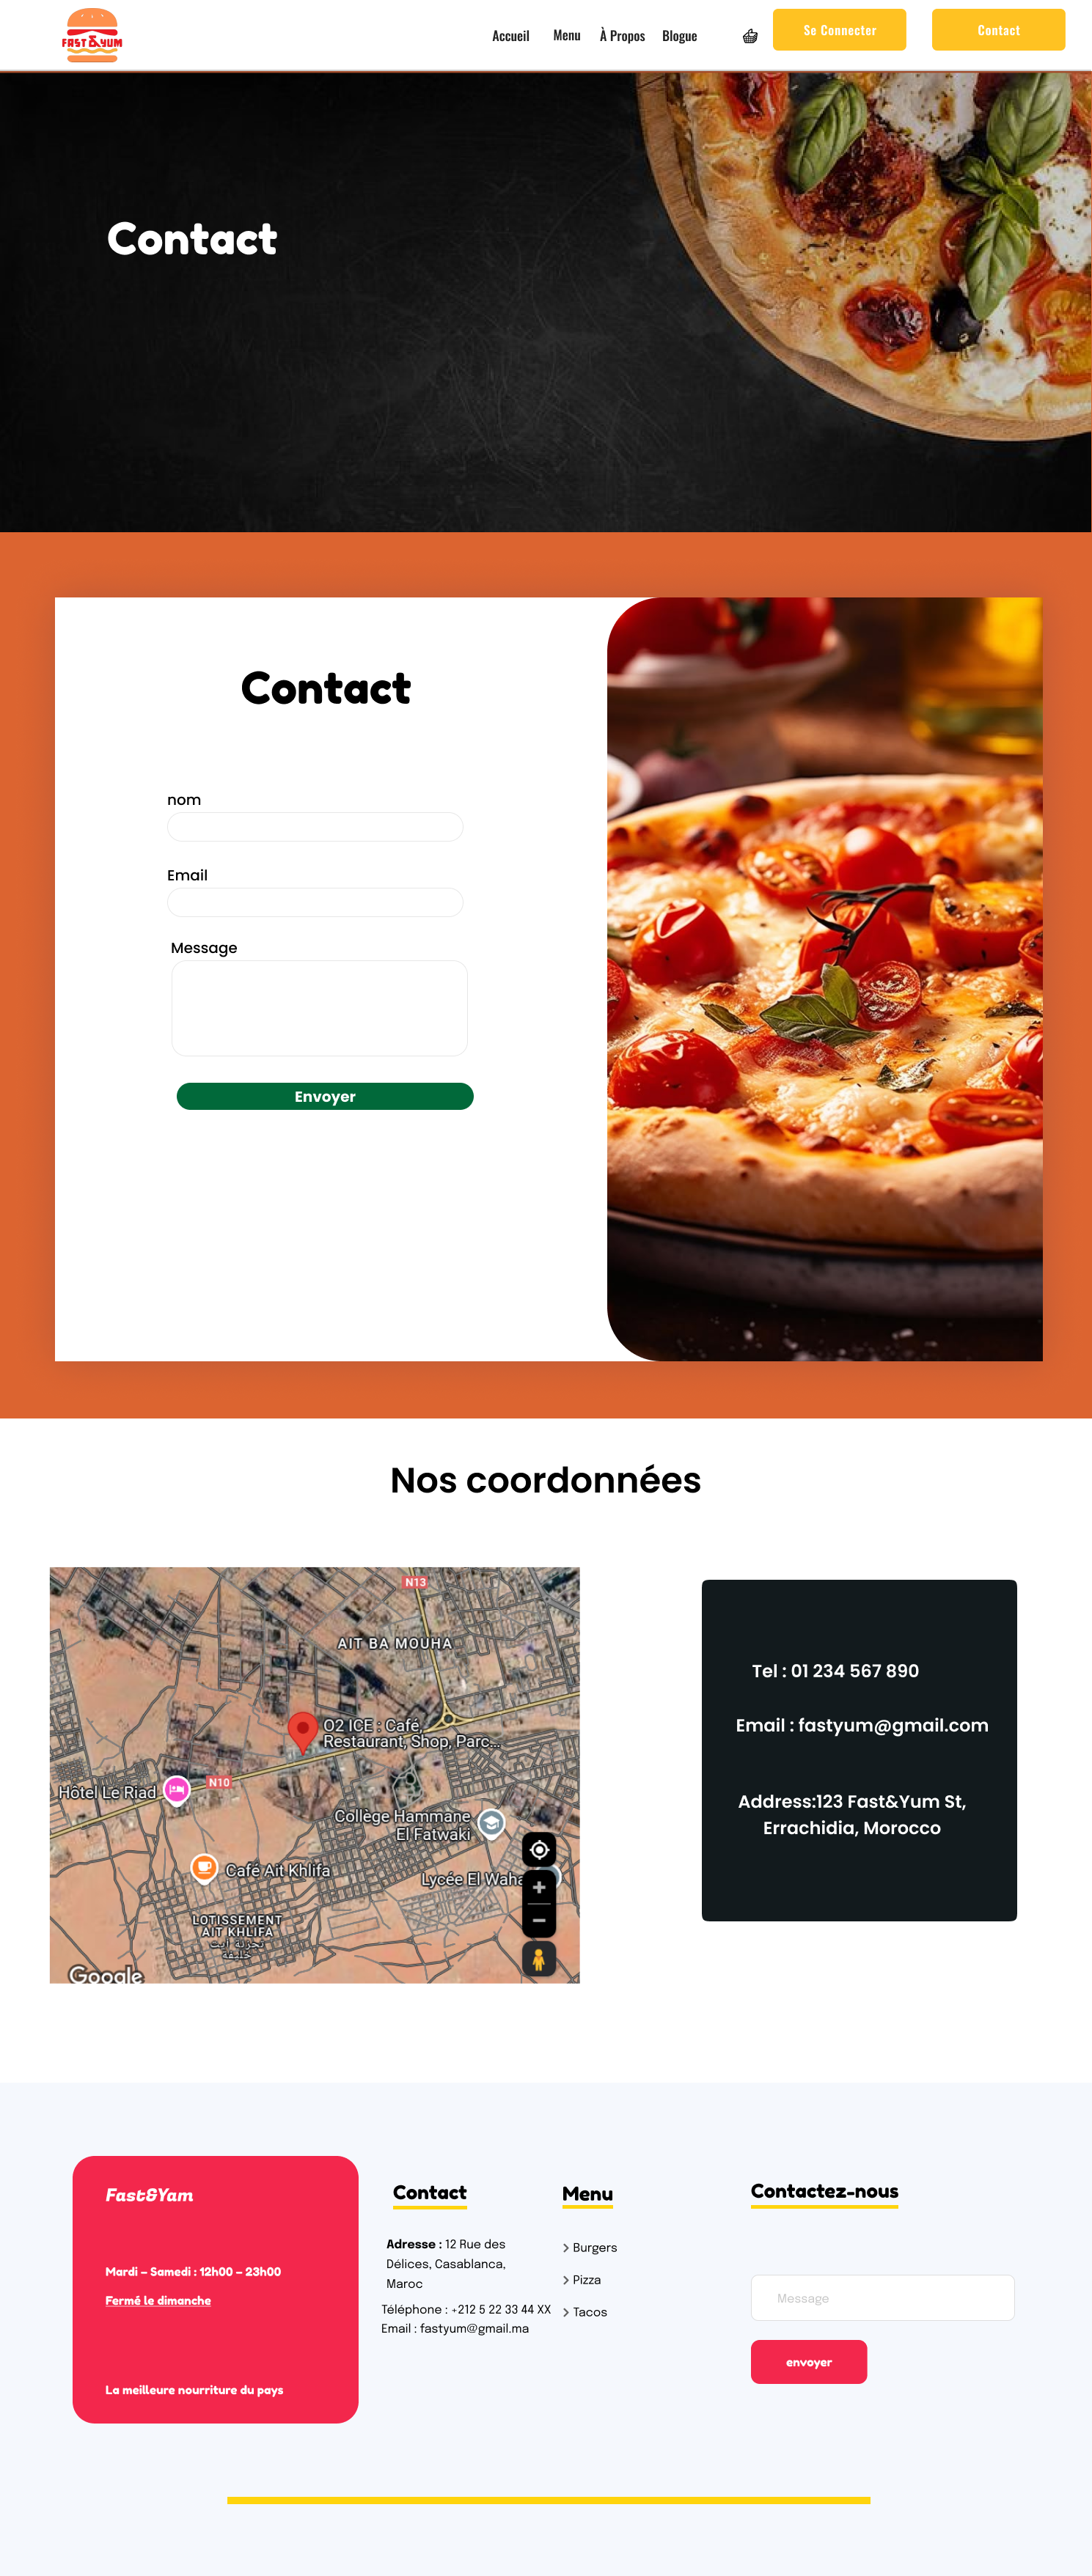 FAST&YUM
Accueil
Menu
À Propos
Blogue
Se Connecter
Contact
Contact
Contact
nom
Email
Message
Envoyer
Nos coordonnées
N13
AIT BA MOUHA
O2 ICE : Café,
Restaurant, Shop, Parc...
Hôtel Le Riad
N10
Collège Hammane
El Fatwaki
Café Ait Khlifa
Lycée El Waha
LOTISSEMENT
AIT KHLIFA
تجزئة ايت
خليفة
Google
Tel : 01 234 567 890
Email : fastyum@gmail.com
Address:123 Fast&Yum St,
Errachidia, Morocco
Fast&Yam
Mardi – Samedi : 12h00 – 23h00
Fermé le dimanche
La meilleure nourriture du pays
Contact
Adresse : 12 Rue des
Délices, Casablanca,
Maroc
Téléphone : +212 5 22 33 44 XX
Email : fastyum@gmail.ma
Menu
Burgers
Pizza
Tacos
Contactez-nous
Message
envoyer